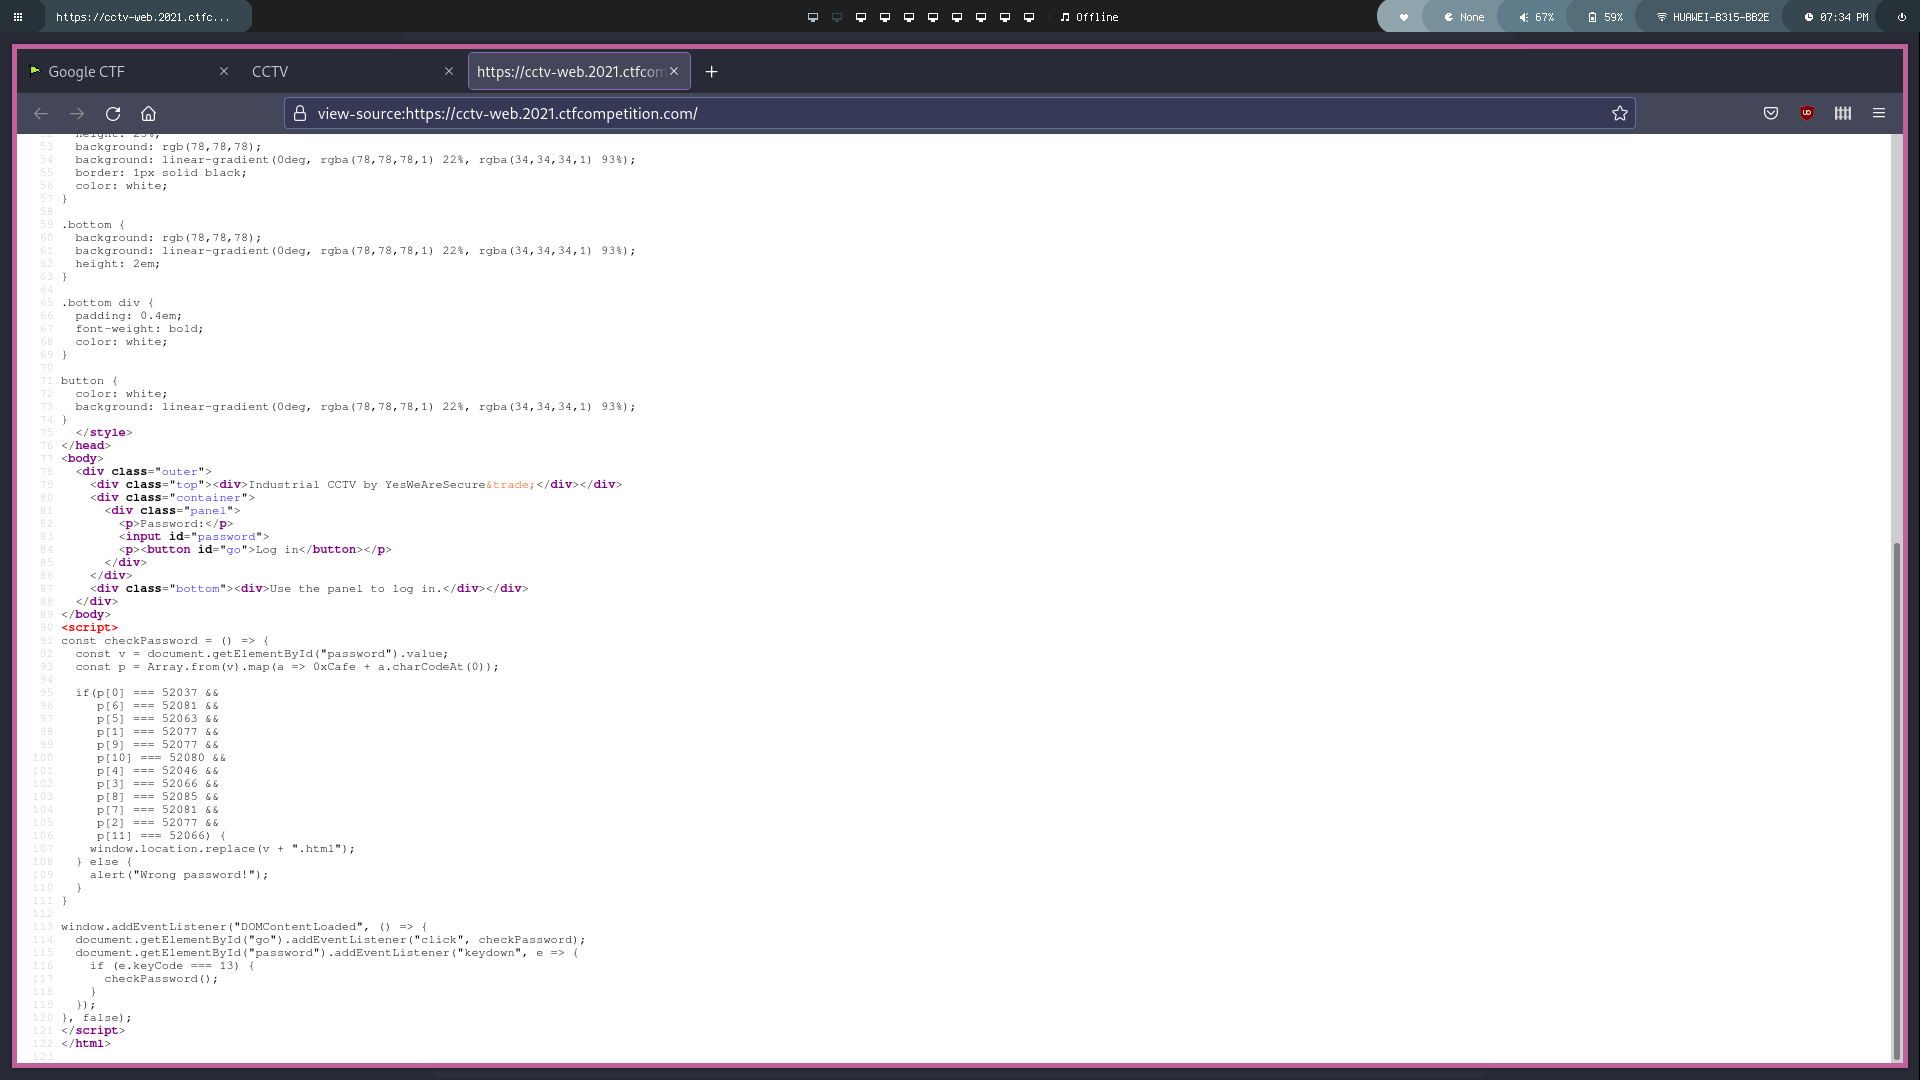 https://cctv-web.2021.ctfc...
Offline
None
67%
59%
HUAWEI-B315-BB2E
07:34 PM
Google CTF
CCTV
https://cctv-web.2021.ctfcom
view-source:https://cctv-web.2021.ctfcompetition.com/
52 height: 25%;
53 background: rgb(78,78,78);
54 background: linear-gradient(0deg, rgba(78,78,78,1) 22%, rgba(34,34,34,1) 93%);
55 border: 1px solid black;
56 color: white;
57 }
58
59 .bottom {
60 background: rgb(78,78,78);
61 background: linear-gradient(0deg, rgba(78,78,78,1) 22%, rgba(34,34,34,1) 93%);
62 height: 2em;
63 }
64
65 .bottom div {
66 padding: 0.4em;
67 font-weight: bold;
68 color: white;
69 }
70
71 button {
72 color: white;
73 background: linear-gradient(0deg, rgba(78,78,78,1) 22%, rgba(34,34,34,1) 93%);
74 }
75 </style>
76 </head>
77 <body>
78 <div class="outer">
79 <div class="top"><div>Industrial CCTV by YesWeAreSecure&trade;</div></div>
80 <div class="container">
81 <div class="panel">
82 <p>Password:</p>
83 <input id="password">
84 <p><button id="go">Log in</button></p>
85 </div>
86 </div>
87 <div class="bottom"><div>Use the panel to log in.</div></div>
88 </div>
89 </body>
90 <script>
91 const checkPassword = () => {
92 const v = document.getElementById("password").value;
93 const p = Array.from(v).map(a => 0xCafe + a.charCodeAt(0));
94
95 if(p[0] === 52037 &&
96 p[6] === 52081 &&
97 p[5] === 52063 &&
98 p[1] === 52077 &&
99 p[9] === 52077 &&
100 p[10] === 52080 &&
101 p[4] === 52046 &&
102 p[3] === 52066 &&
103 p[8] === 52085 &&
104 p[7] === 52081 &&
105 p[2] === 52077 &&
106 p[11] === 52066) {
107 window.location.replace(v + ".html");
108 } else {
109 alert("Wrong password!");
110 }
111 }
112
113 window.addEventListener("DOMContentLoaded", () => {
114 document.getElementById("go").addEventListener("click", checkPassword);
115 document.getElementById("password").addEventListener("keydown", e => {
116 if (e.keyCode === 13) {
117 checkPassword();
118 }
119 });
120 }, false);
121 </script>
122 </html>
123